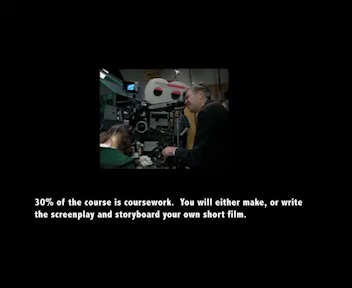 30% of the course is coursework.  You will either make, or write
the screenplay and storyboard your own short film.